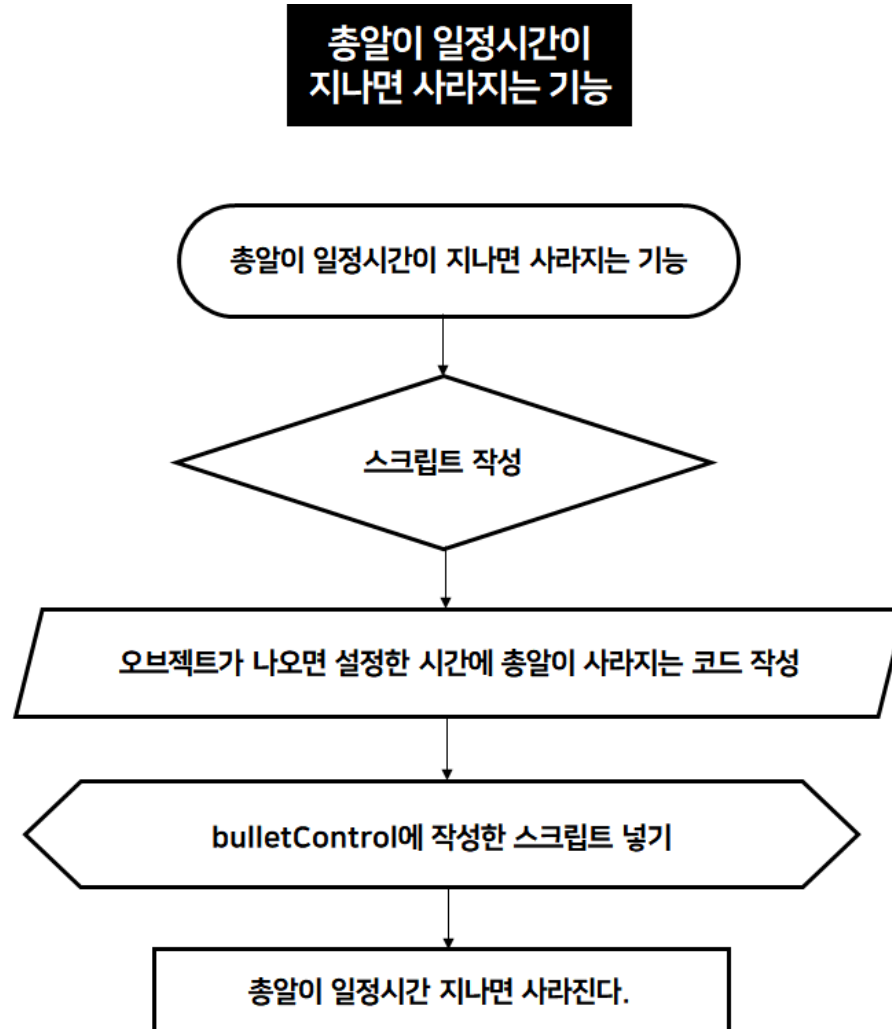 총알이 일정시간이
지나면 사라지는 기능
총알이 일정시간이 지나면 사라지는 기능
스크립트 작성
오브젝트가 나오면 설정한 시간에 총알이 사라지는 코드 작성
bulletControl에 작성한 스크립트 넣기
총알이 일정시간 지나면 사라진다.